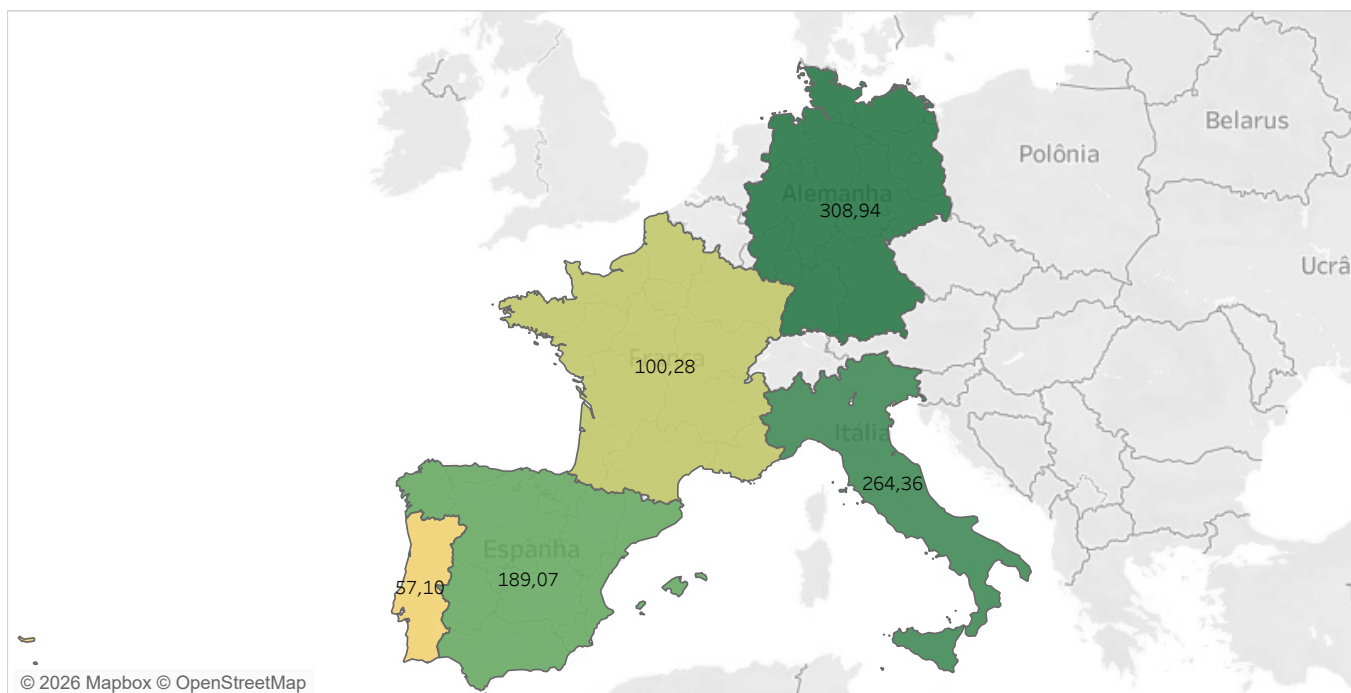 Belarus
Polônia
Alemanha
308,94
Ucrâ
França
100,28
Itália
264,36
Espanha
189,07
57,10
© 2026 Mapbox © OpenStreetMap